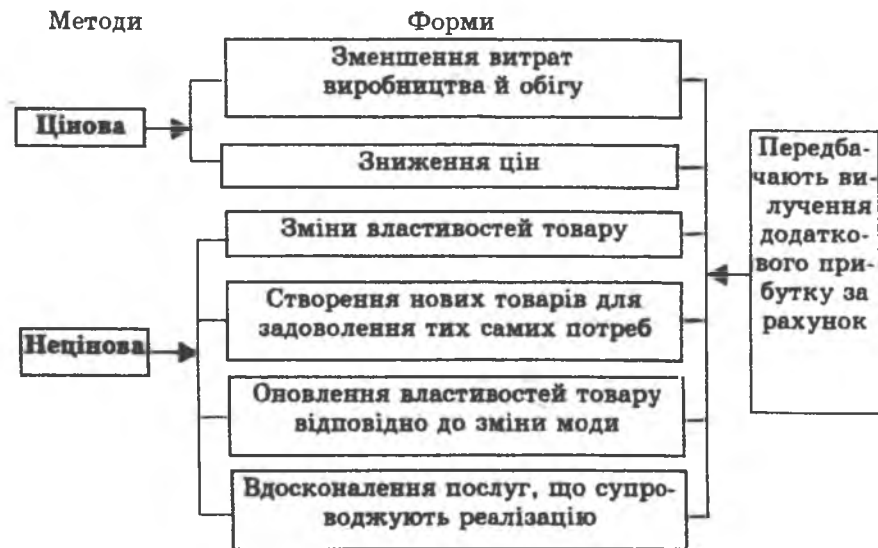 Методи
Форми
Зменшення витрат
виробництва й обігу
Цінова
Зниження цін
Зміни властивостей товару
Створення нових товарів для
задоволення тих самих потреб
Нецінова
Оновлення властивостей товару
відповідно до зміни моди
Вдосконалення послуг, що супро-
воджують реалізацію
Передба-
чають ви-
лучення
додатко-
вого при-
бутку за
рахунок